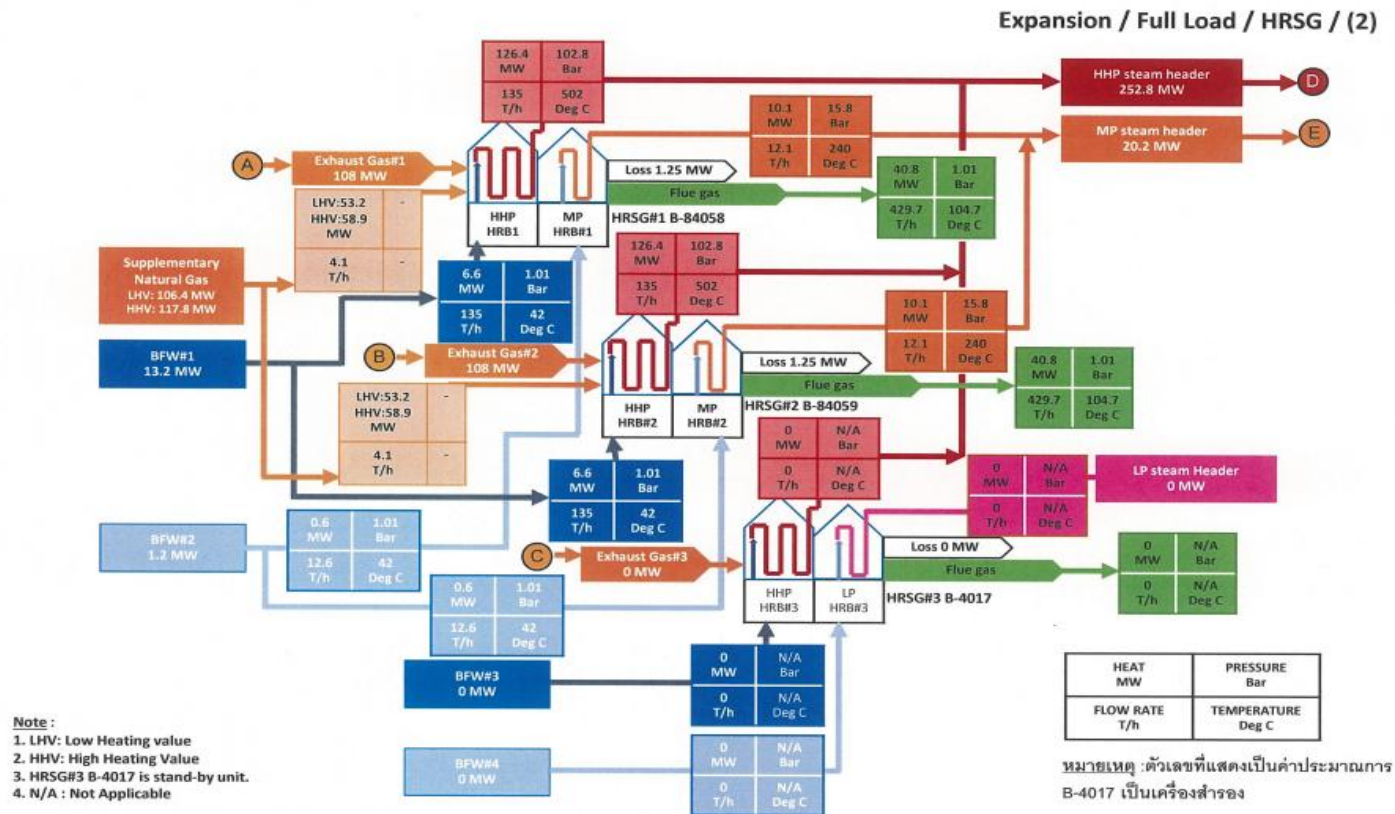 Expansion / Full Load / HRSG / (2)
126.4
MW
102.8
Bar
135
T/h
502
Deg C
HHP steam header
252.8 MW
D
10.1
MW
15.8
Bar
12.1
T/h
240
Deg C
MP steam header
20.2 MW
E
A
Exhaust Gas#1
108 MW
Loss 1.25 MW
Flue gas
40.8
MW
1.01
Bar
429.7
T/h
104.7
Deg C
LHV:53.2
HHV:58.9
MW
-
4.1
T/h
-
HHP
HRB1
MP
HRB#1
HRSG#1 B-84058
Supplementary
Natural Gas
LHV: 106.4 MW
HHV: 117.8 MW
6.6
MW
1.01
Bar
135
T/h
42
Deg C
126.4
MW
102.8
Bar
135
T/h
502
Deg C
10.1
MW
15.8
Bar
12.1
T/h
240
Deg C
BFW#1
13.2 MW
B
Exhaust Gas#2
108 MW
Loss 1.25 MW
Flue gas
40.8
MW
1.01
Bar
429.7
T/h
104.7
Deg C
LHV:53.2
HHV:58.9
MW
-
4.1
T/h
-
HHP
HRB#2
MP
HRB#2
HRSG#2 B-84059
0
MW
N/A
Bar
0
T/h
N/A
Deg C
6.6
MW
1.01
Bar
135
T/h
42
Deg C
0
MW
N/A
Bar
0
T/h
N/A
Deg C
LP steam Header
0 MW
BFW#2
1.2 MW
0.6
MW
1.01
Bar
12.6
T/h
42
Deg C
C
Exhaust Gas#3
0 MW
Loss 0 MW
Flue gas
0
MW
N/A
Bar
0
T/h
N/A
Deg C
0.6
MW
1.01
Bar
12.6
T/h
42
Deg C
HHP
HRB#3
LP
HRB#3
HRSG#3 B-4017
BFW#3
0 MW
0
MW
N/A
Bar
0
T/h
N/A
Deg C
BFW#4
0 MW
0
MW
N/A
Bar
0
T/h
N/A
Deg C
HEAT
MW
PRESSURE
Bar
FLOW RATE
T/h
TEMPERATURE
Deg C
Note :
1. LHV: Low Heating value
2. HHV: High Heating Value
3. HRSG#3 B-4017 is stand-by unit.
4. N/A : Not Applicable
หมายเหตุ :ตัวเลขที่แสดงเป็นค่าประมาณการ
B-4017 เป็นเครื่องสำรอง